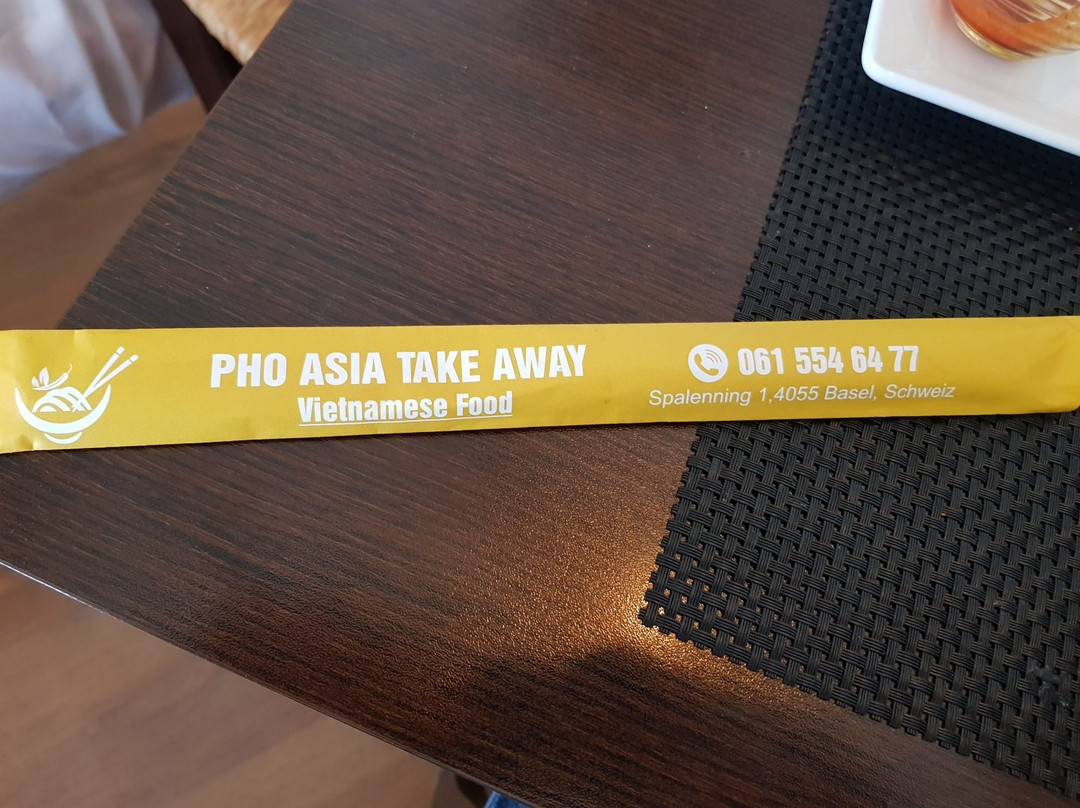 PHO ASIA TAKE AWAY
Vietnamese Food
061 554 64 77
Spalenning 1,4055 Basel, Schweiz